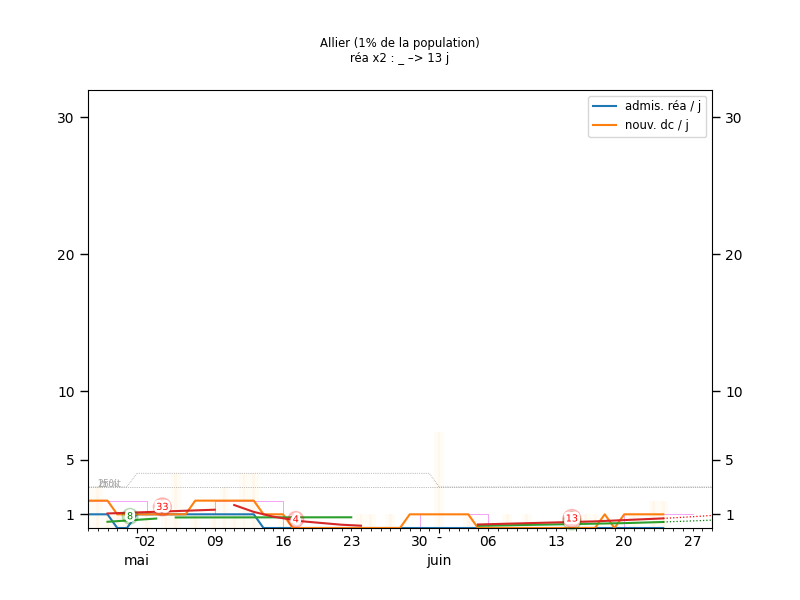 Allier (1% de la population)
réa x2 : _ –> 13 j
admis. réa / j
nouv. dc / j
30 30
20 20
10 10
5 5
33
8
4
13
1 1
02 09 16 23 30 06 13 20 27
mai juin